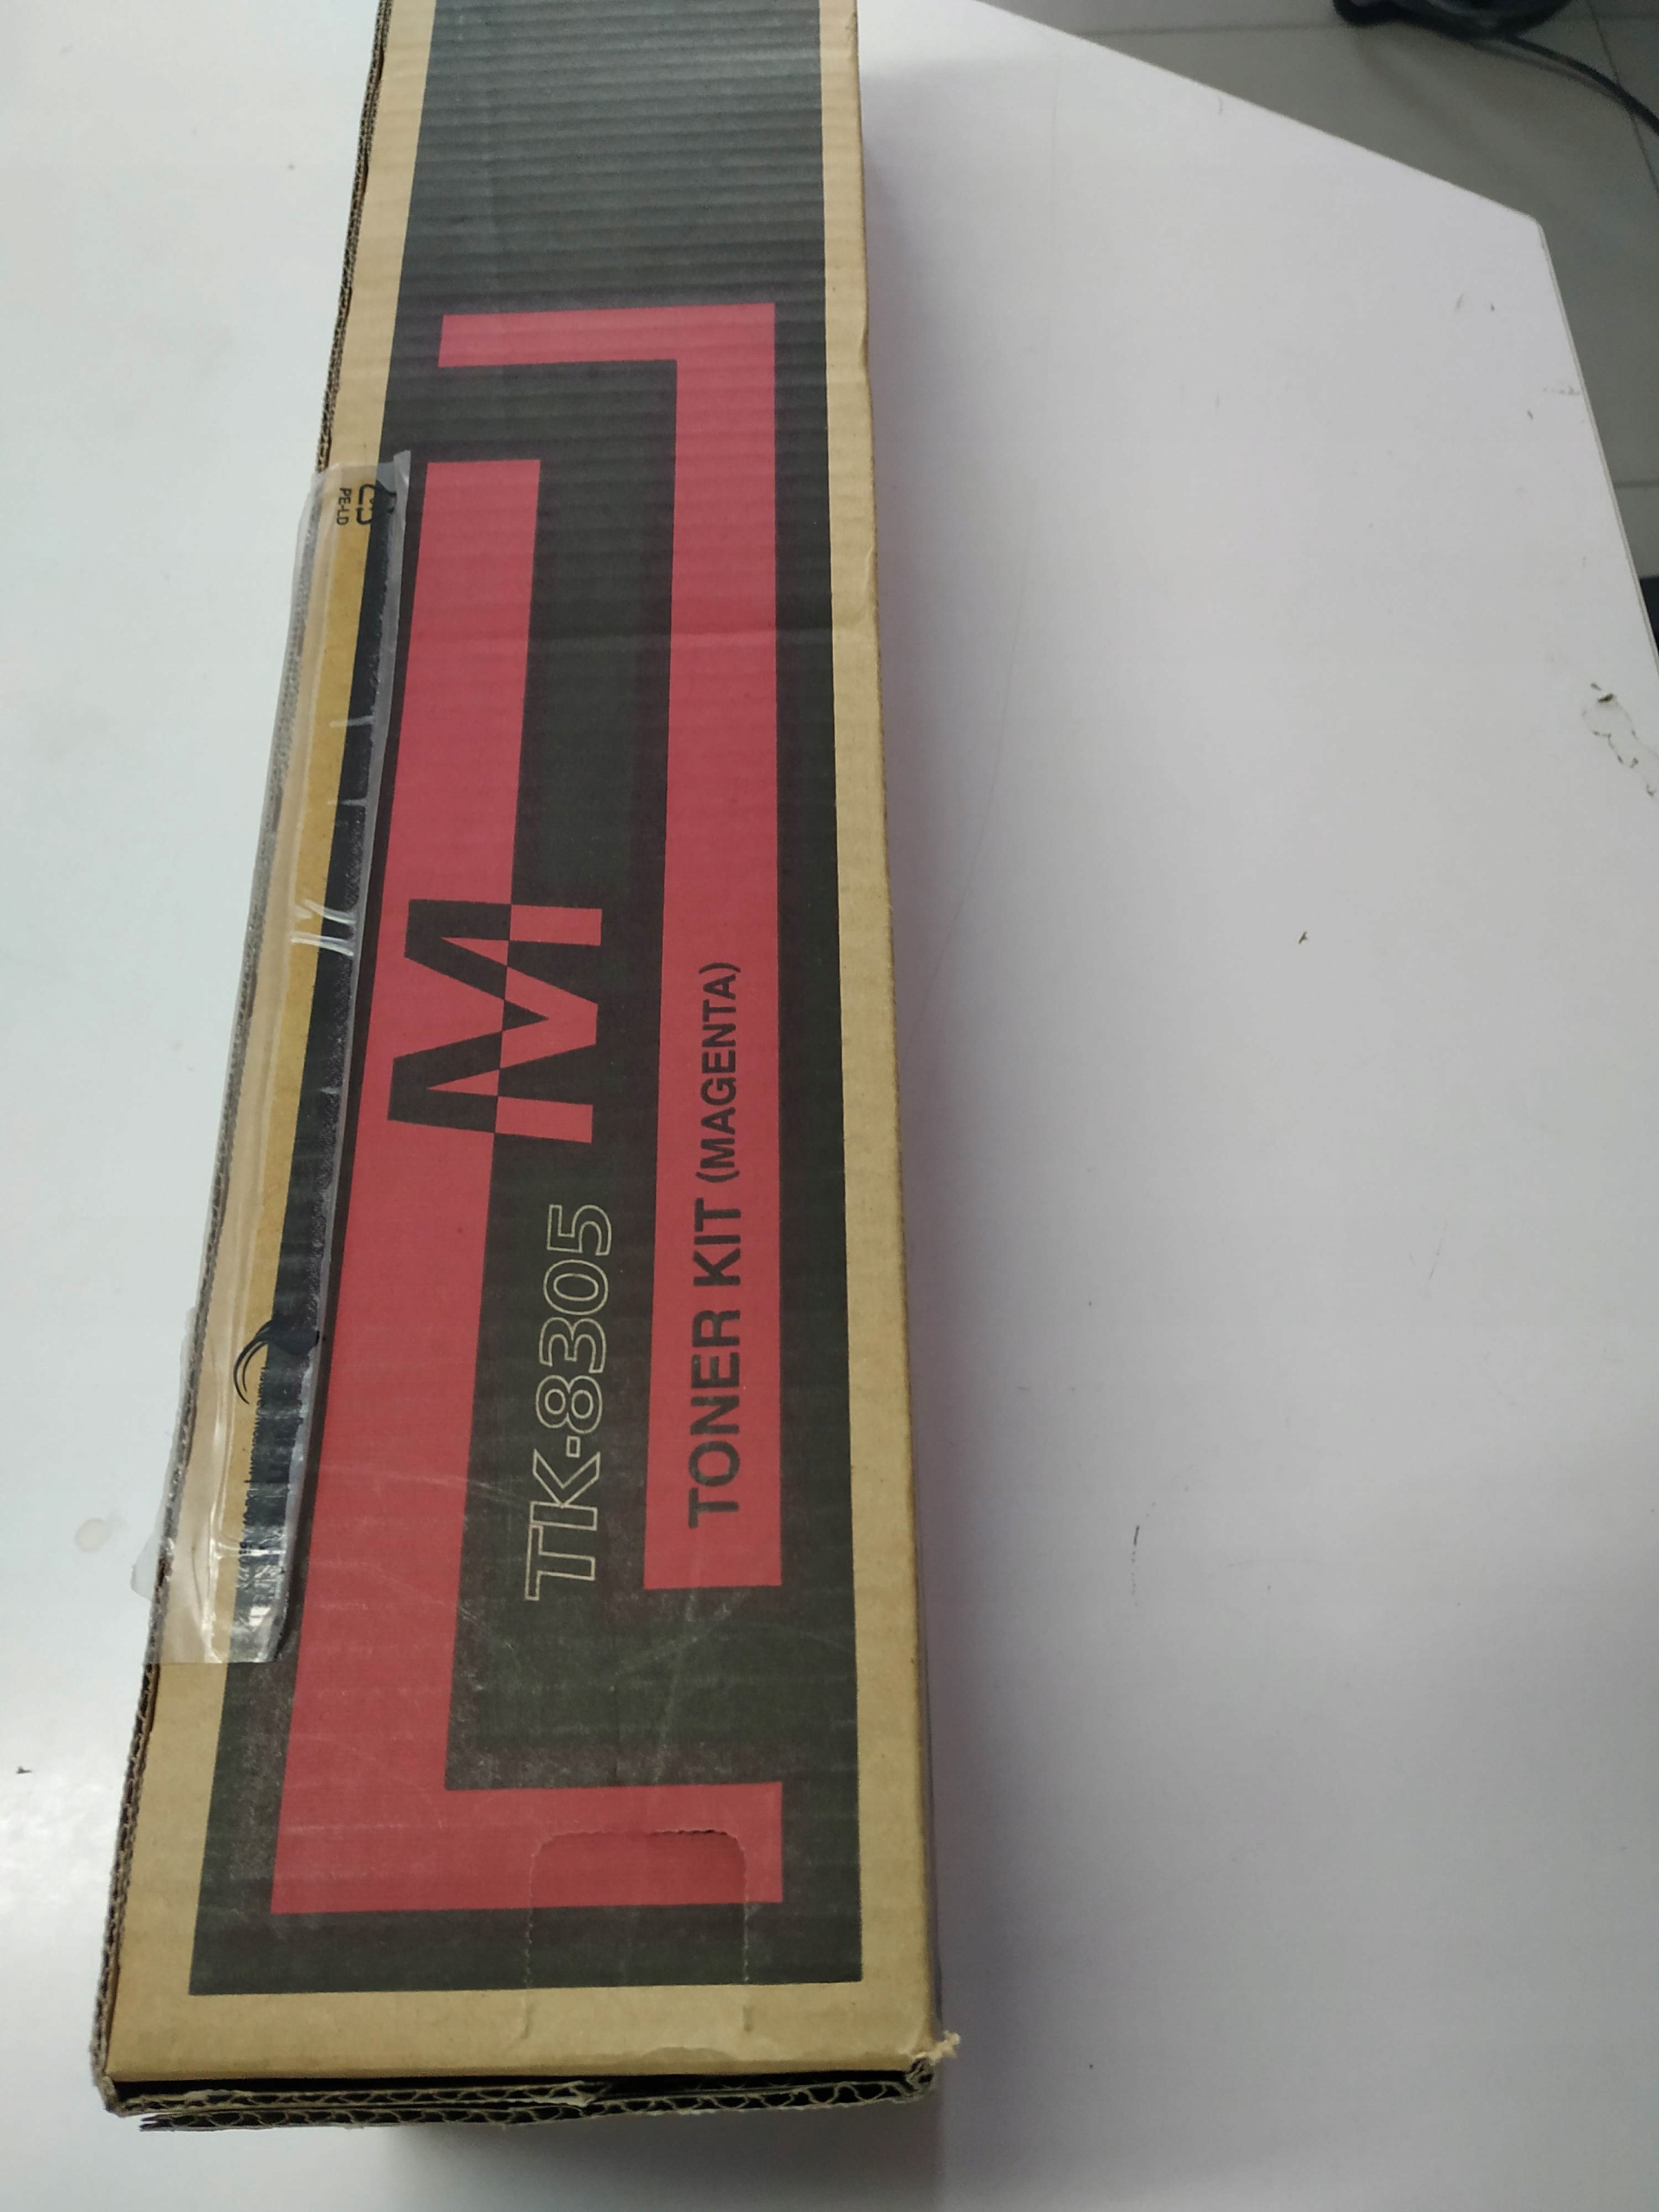 M
TK-8305
TONER KIT (MAGENTA)
PE-LD